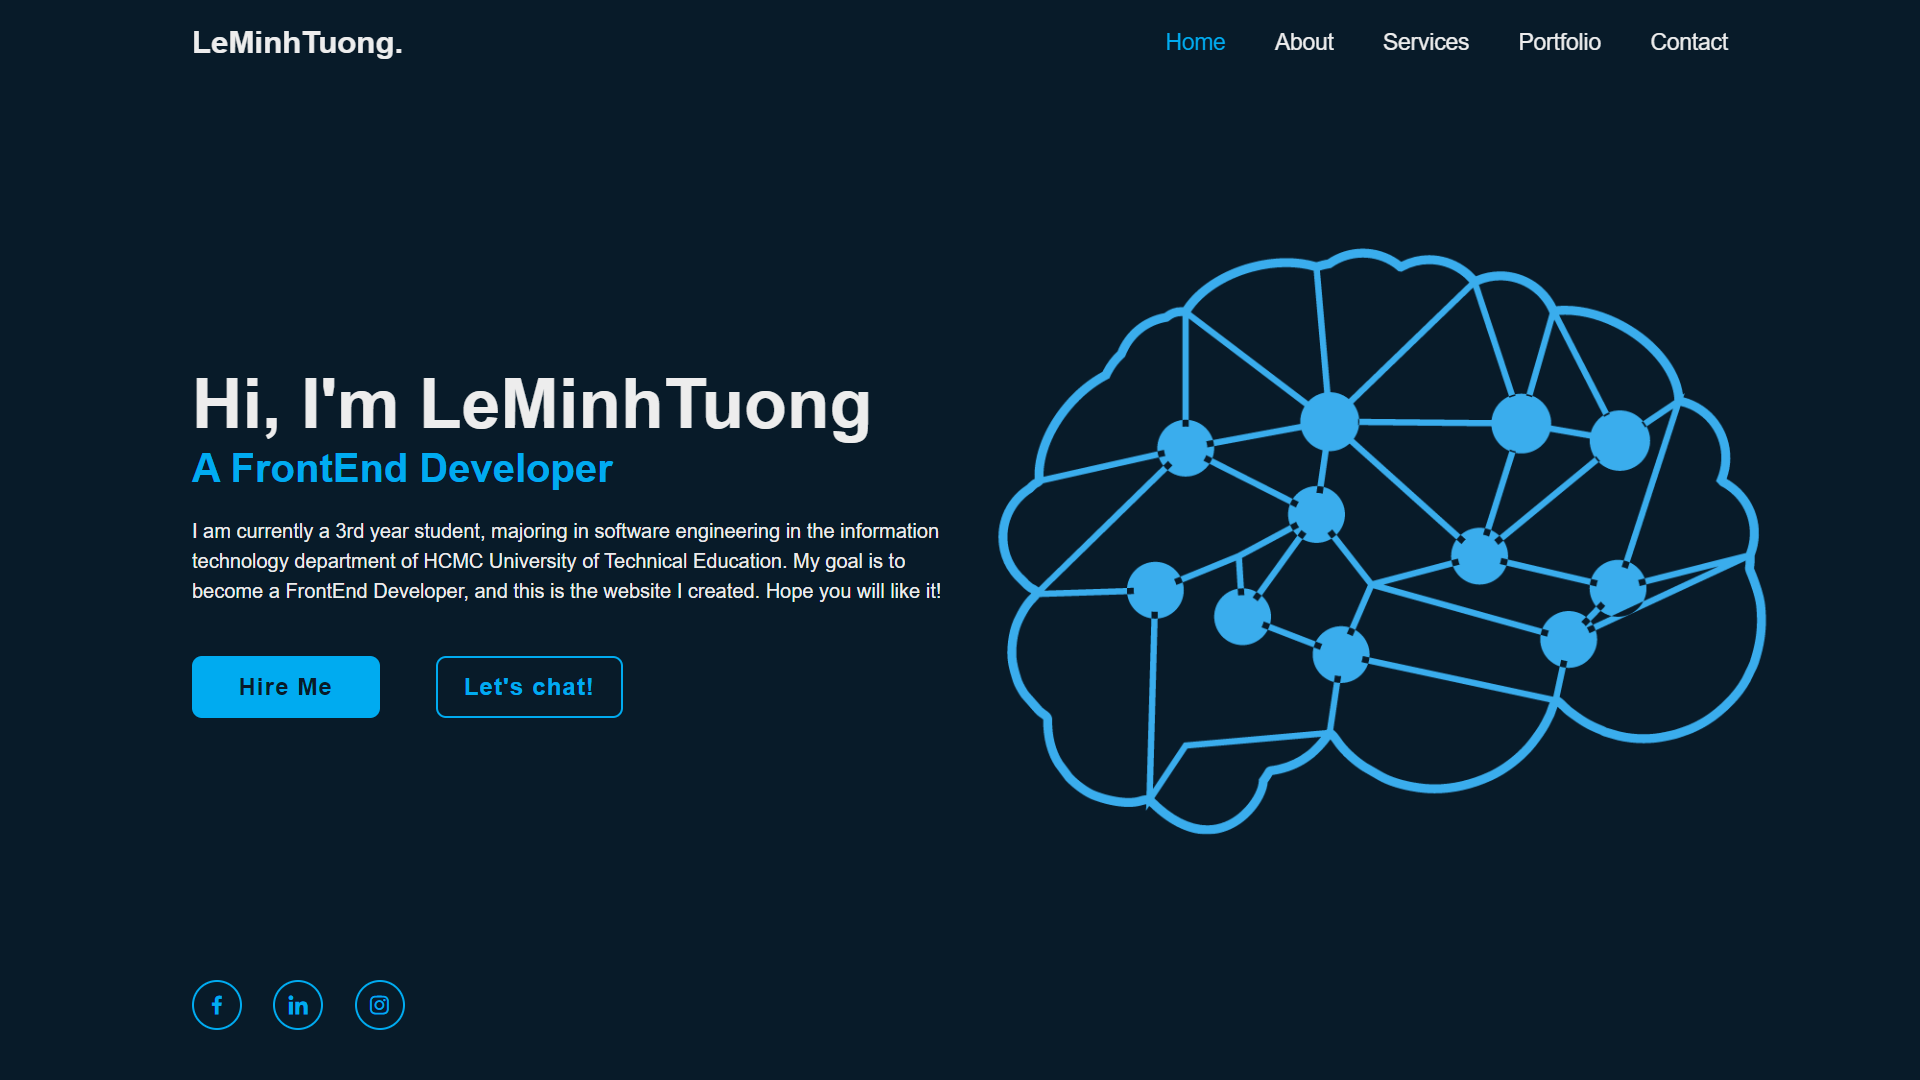 LeMinhTuong.
Home
About
Services
Portfolio
Contact
Hi, I'm LeMinhTuong
A FrontEnd Developer
I am currently a 3rd year student, majoring in software engineering in the information
technology department of HCMC University of Technical Education. My goal is to
become a FrontEnd Developer, and this is the website I created. Hope you will like it!
Hire Me
Let's chat!